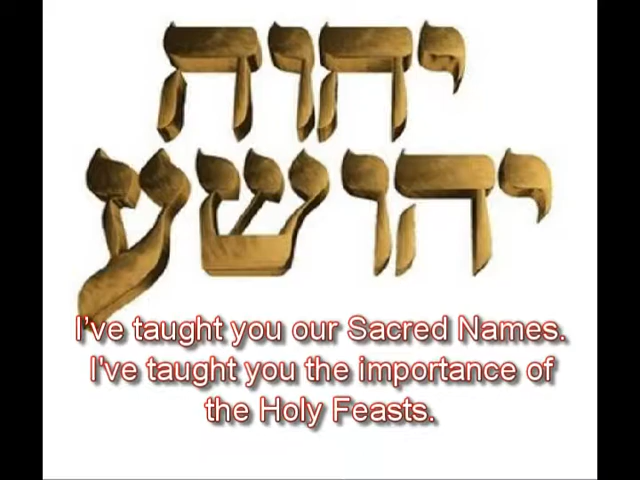 יהוה
יהושע
I’ve taught you our Sacred Names.
I've taught you the importance of
the Holy Feasts.